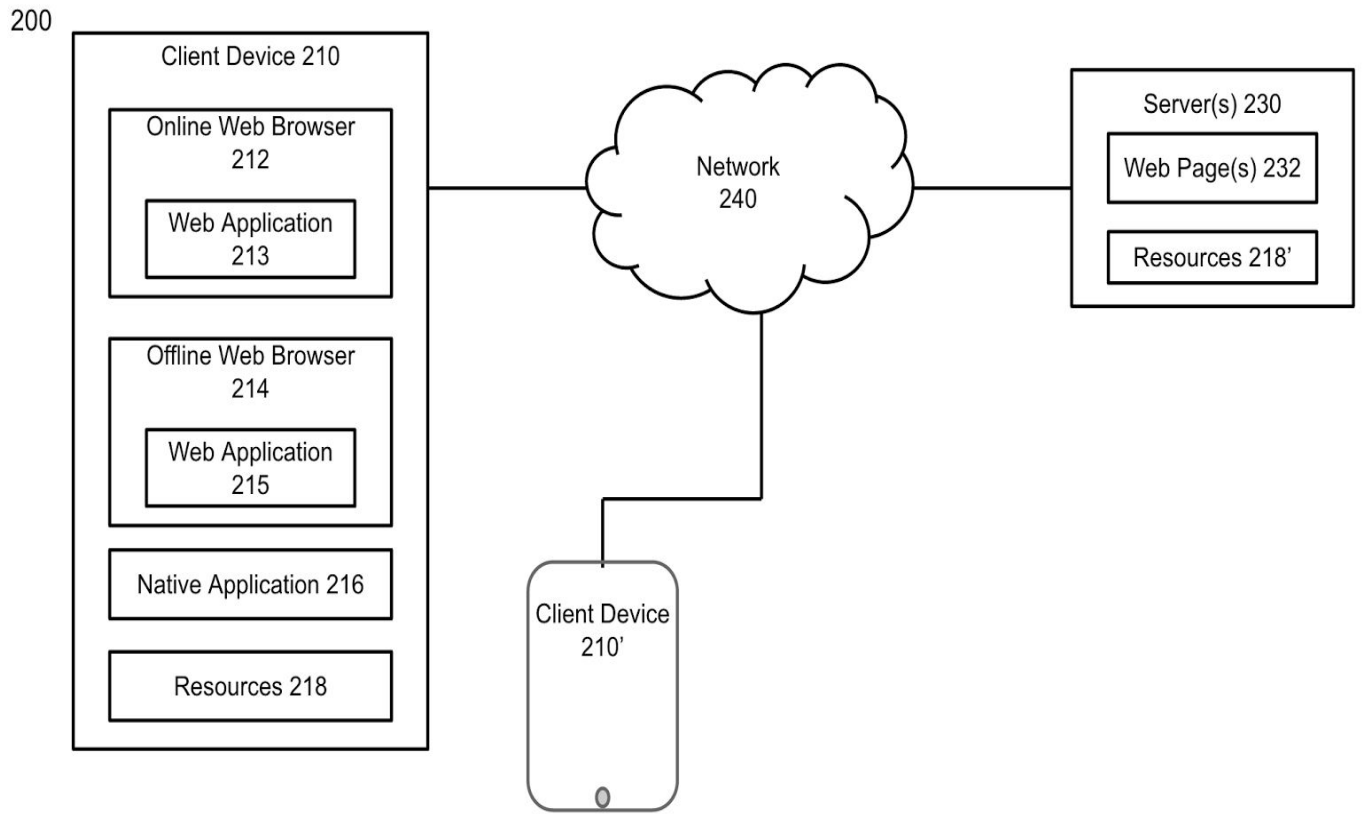 200
Client Device 210
Online Web Browser
212
Web Application
213
Offline Web Browser
214
Web Application
215
Native Application 216
Resources 218
Network
240
Server(s) 230
Web Page(s) 232
Resources 218’
Client Device
210’